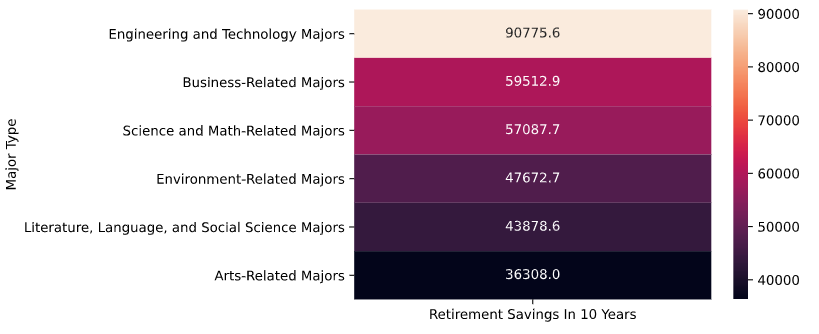 Major Type
Engineering and Technology Majors 90775.6
Business-Related Majors 59512.9
Science and Math-Related Majors 57087.7
Environment-Related Majors 47672.7
Literature, Language, and Social Science Majors 43878.6
Arts-Related Majors 36308.0
Retirement Savings In 10 Years
90000
80000
70000
60000
50000
40000